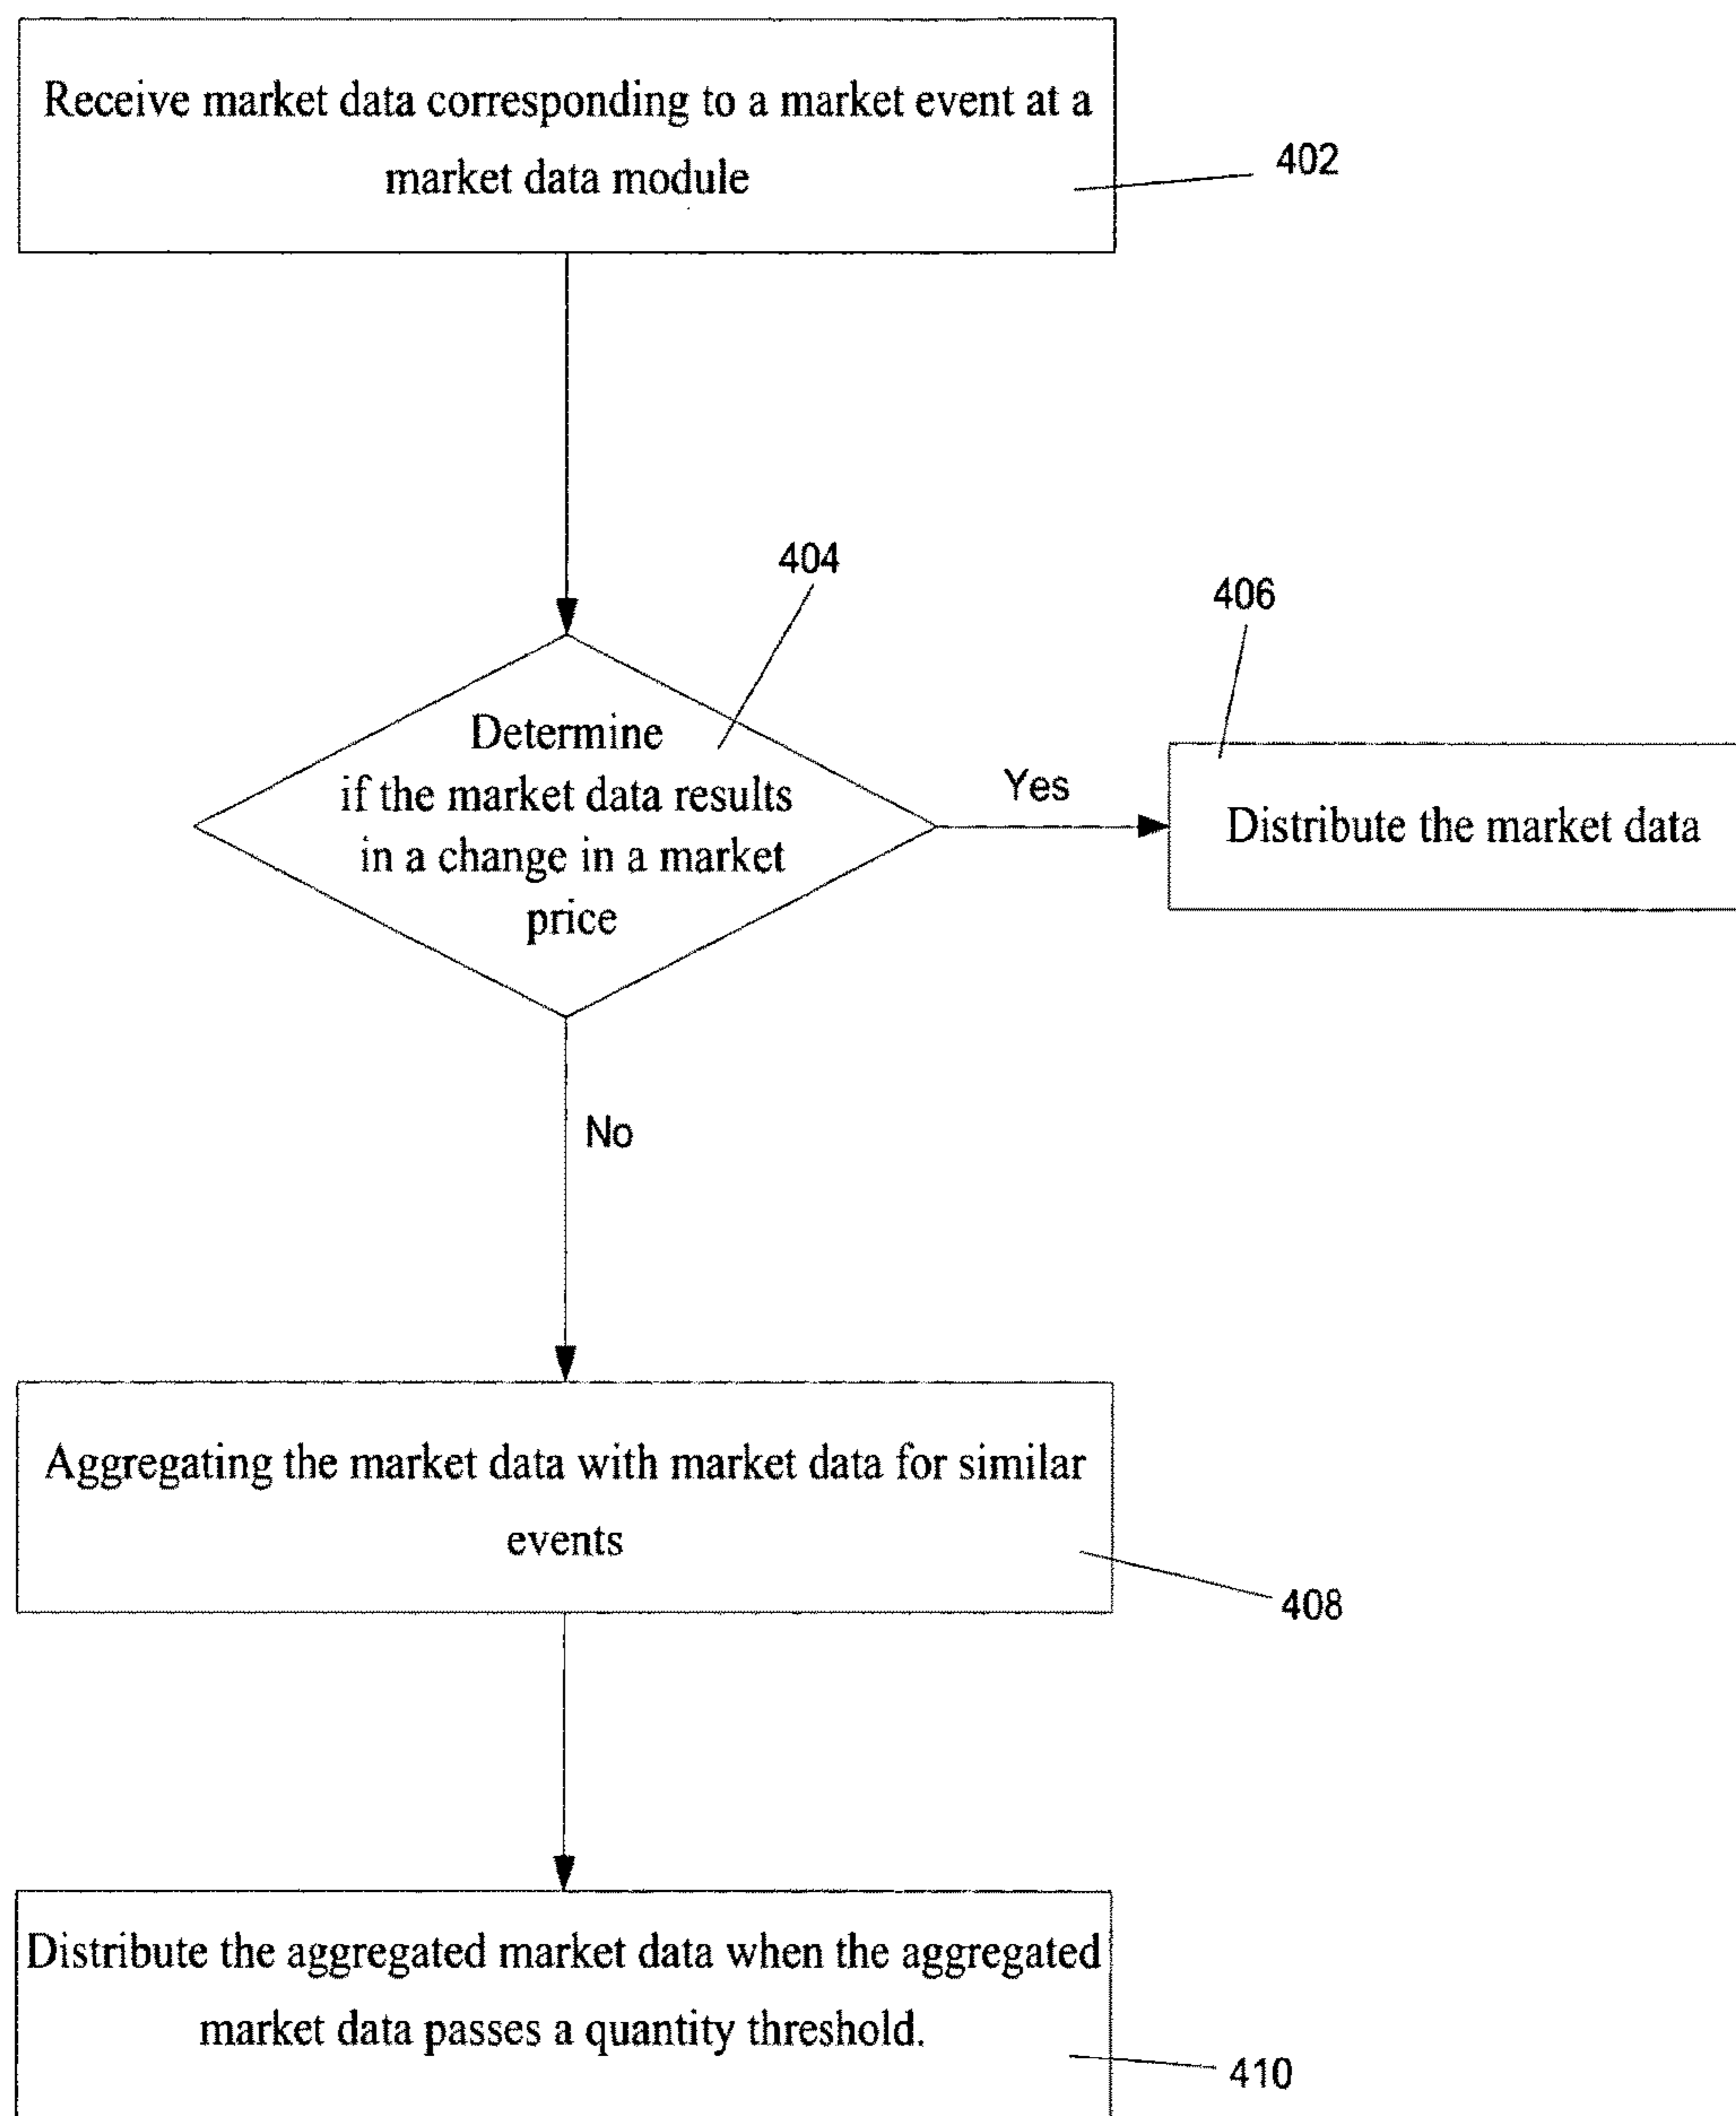 Receive market data corresponding to a market event at a
market data module
402
404
406
Determine
if the market data results
in a change in a market
price
Yes
Distribute the market data
No
Aggregating the market data with market data for similar
events
408
Distribute the aggregated market data when the aggregated
market data passes a quantity threshold.
410